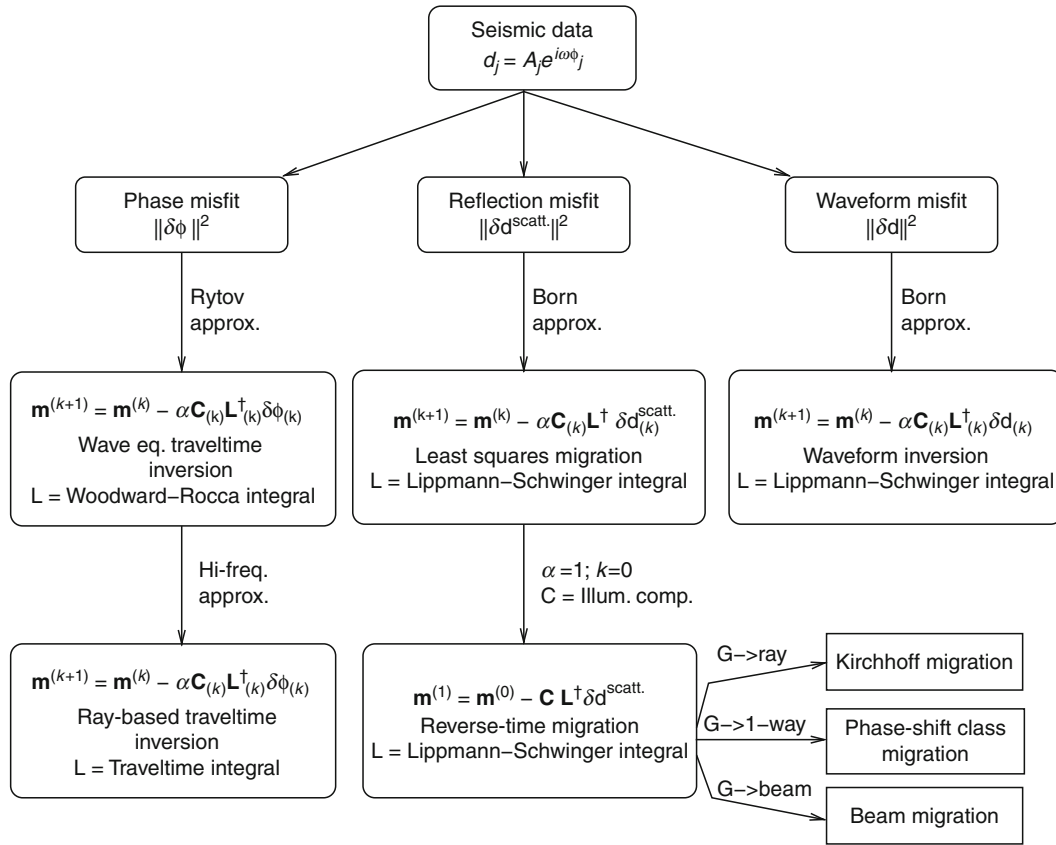 Seismic data
d_j = A_j e^{iωϕ_j}
Phase misfit
||δϕ ||^2
Reflection misfit
||δd^{scatt.}||^2
Waveform misfit
||δd||^2
Rytov
approx.
Born
approx.
Born
approx.
m^{(k+1)} = m^{(k)} - αC_{(k)}L^†_{(k)}δϕ_{(k)}
Wave eq. traveltime
inversion
L = Woodward-Rocca integral
m^{(k+1)} = m^{(k)} - αC_{(k)}L^† δd^{scatt.}_{(k)}
Least squares migration
L = Lippmann-Schwinger integral
m^{(k+1)} = m^{(k)} - αC_{(k)}L^†_{(k)}δd_{(k)}
Waveform inversion
L = Lippmann-Schwinger integral
Hi-freq.
approx.
α =1; k=0
C = Illum. comp.
m^{(k+1)} = m^{(k)} - αC_{(k)}L^†_{(k)}δϕ_{(k)}
Ray-based traveltime
inversion
L = Traveltime integral
m^{(1)} = m^{(0)} - C L^†δd^{scatt.}
Reverse-time migration
L = Lippmann-Schwinger integral
G->ray
Kirchhoff migration
G->1-way
Phase-shift class
migration
G->beam
Beam migration